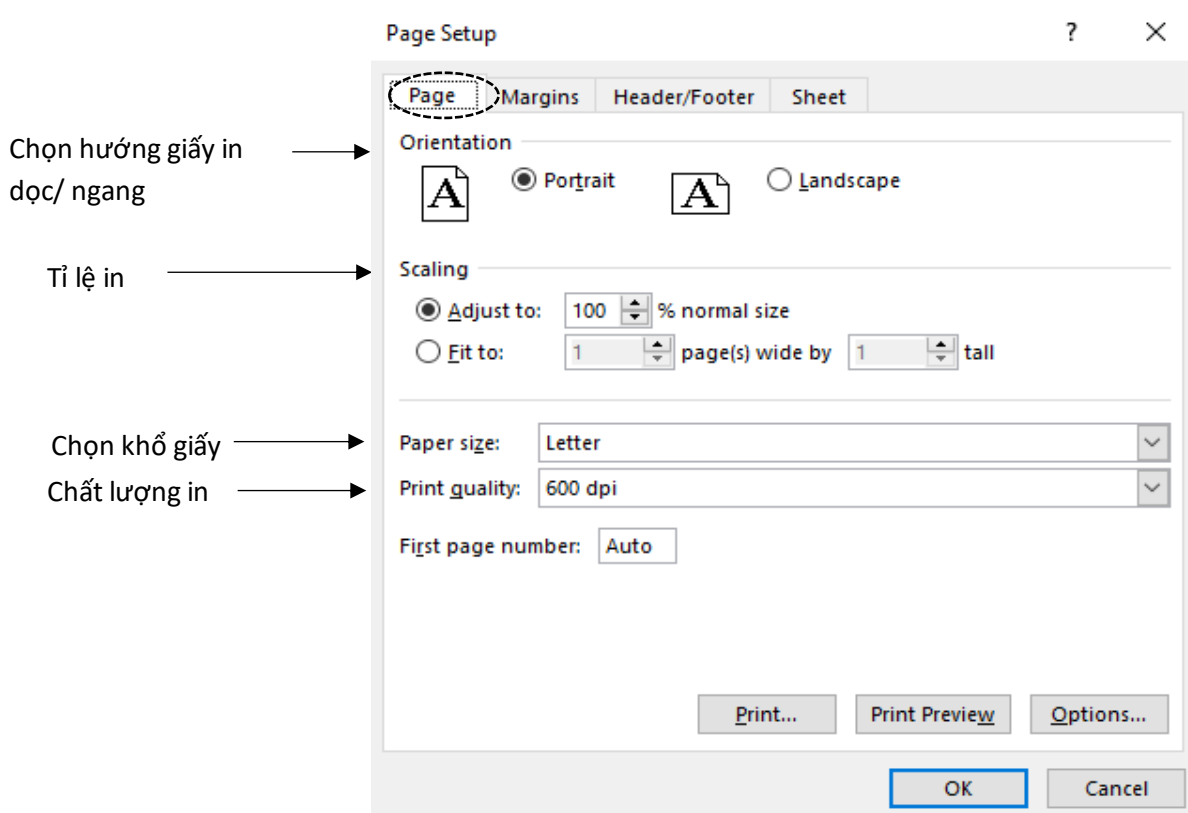 Page Setup ? ×
Page Margins Header/Footer Sheet
Chọn hướng giấy in
dọc/ ngang
Orientation
A Portrait A Landscape
Tỉ lệ in
Scaling
Adjust to: 100 % normal size
Fit to: 1 page(s) wide by 1 tall
Chọn khổ giấy
Paper size: Letter
Chất lượng in
Print quality: 600 dpi
First page number: Auto
Print... Print Preview Options...
OK Cancel